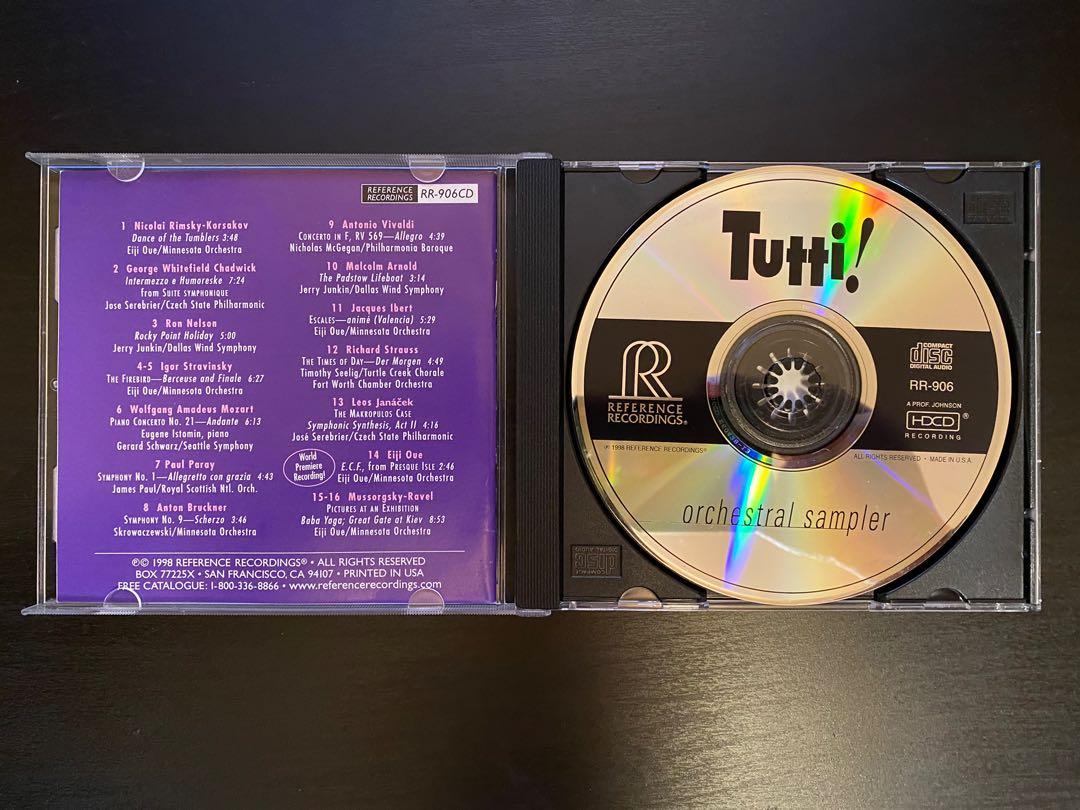 REFERENCE
RECORDINGS
RR-906CD
1 Nicolai Rimsky-Korsakov
Dance of the Tumblers 3:48
Eiji Oue/Minnesota Orchestra
2 George Whitefield Chadwick
Intermezzo e Humoreske 7:24
from SUITE SYMPHONIQUE
Jose Serebrier/Czech State Philharmonic
3 Ron Nelson
Rocky Point Holiday 5:00
Jerry Junkin/Dallas Wind Symphony
4-5 Igor Stravinsky
THE FIREBIRD—Berceuse and Finale 6:27
Eiji Oue/Minnesota Orchestra
6 Wolfgang Amadeus Mozart
PIANO CONCERTO NO. 21—Andante 6:13
Eugene Istomin, piano
Gerard Schwarz/Seattle Symphony
7 Paul Paray
SYMPHONY NO. 1—Allegretto con grazia 4:43
James Paul/Royal Scottish Ntl. Orch.
8 Anton Bruckner
SYMPHONY NO. 9—Scherzo 3:46
Skrowaczewski/Minnesota Orchestra
9 Antonio Vivaldi
CONCERTO IN F, RV 569—Allegro 4:39
Nicholas McGegan/Philharmonia Baroque
10 Malcolm Arnold
The Padstow Lifeboat 3:14
Jerry Junkin/Dallas Wind Symphony
11 Jacques Ibert
ESCALES—animé (Valencia) 5:29
Eiji Oue/Minnesota Orchestra
12 Richard Strauss
THE TIMES OF DAY—Der Morgen 4:49
Timothy Seelig/Turtle Creek Chorale
Fort Worth Chamber Orchestra
13 Leos Janáček
THE MAKROPULOS CASE
Symphonic Synthesis, Act II 4:16
José Serebrier/Czech State Philharmonic
World
Premiere
Recording!
14 Eiji Oue
E.C.F., from PRESQUE ISLE 2:46
Eiji Oue/Minnesota Orchestra
15-16 Mussorgsky-Ravel
PICTURES AT AN EXHIBITION
Baba Yaga; Great Gate at Kiev 8:53
Eiji Oue/Minnesota Orchestra
℗© 1998 REFERENCE RECORDINGS® • ALL RIGHTS RESERVED
BOX 77225X • SAN FRANCISCO, CA 94107 • PRINTED IN USA
FREE CATALOGUE: 1-800-336-8866 • www.referencerecordings.com
Tutti!
R
REFERENCE
RECORDINGS®
COMPACT
disc
DIGITAL AUDIO
RR-906
A PROF. JOHNSON
HDCD®
RECORDING
℗ 1998 REFERENCE RECORDINGS®
ALL RIGHTS RESERVED • MADE IN U.S.A.
orchestral sampler
COMPACT
disc
DIGITAL AUDIO